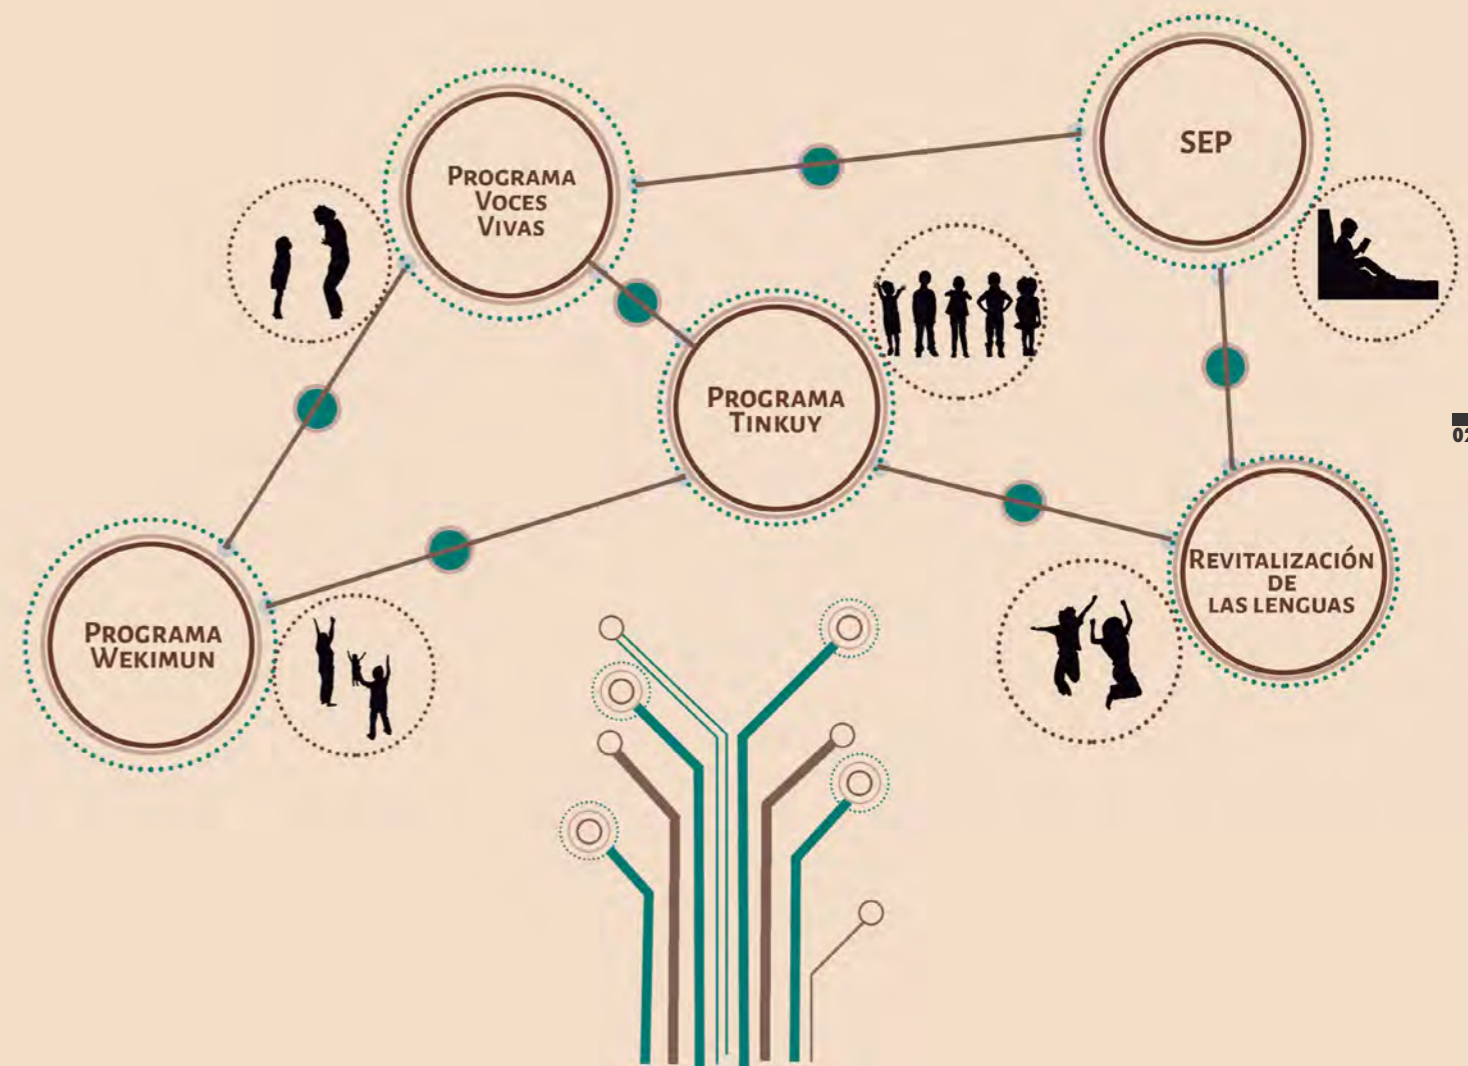 SEP
PROGRAMA
VOCES
VIVAS
PROGRAMA
TINKUY
REVITALIZACIÓN
DE
LAS LENGUAS
PROGRAMA
WEKIMUN